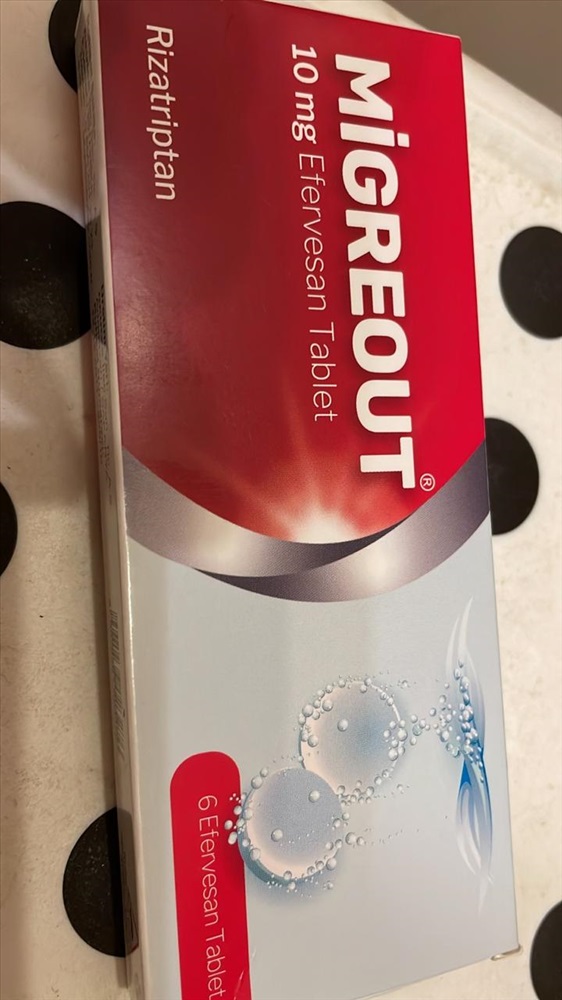 MiGREOUT®
10 mg Efervesan Tablet
Rizatriptan
6 Efervesan Tablet